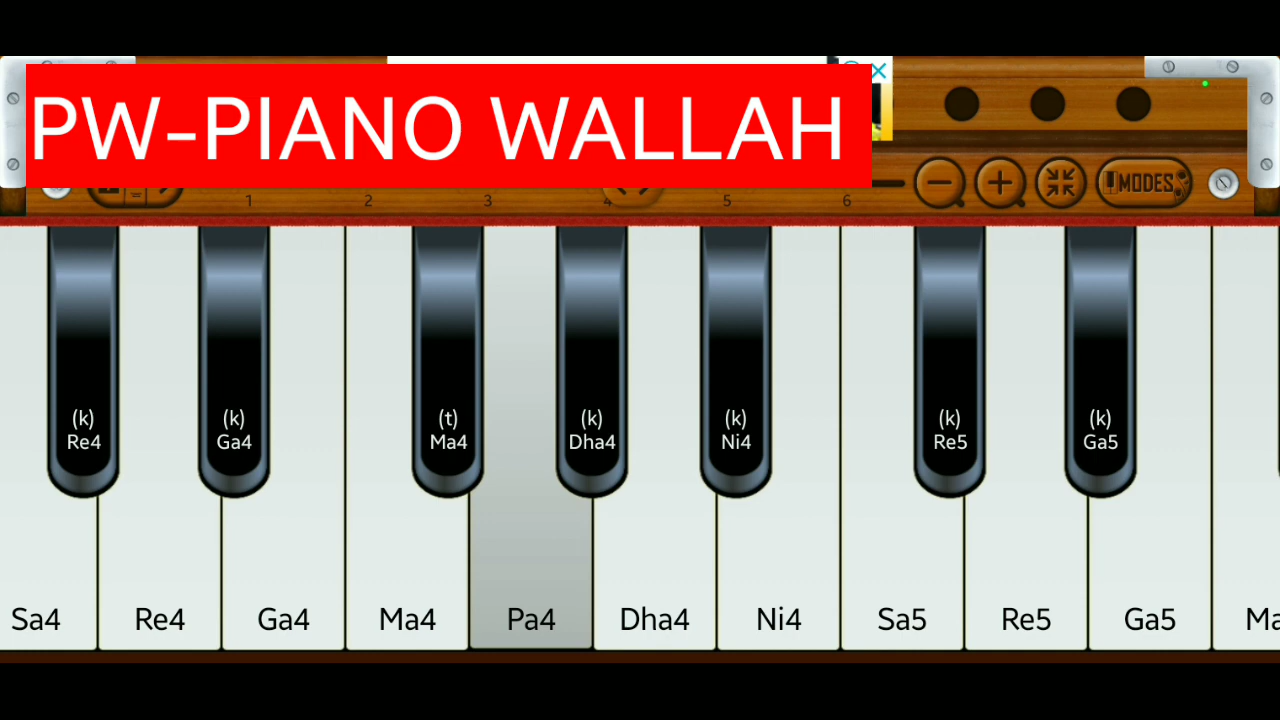 PW-PIANO WALLAH
MODES
1 2 3 4 5 6
(k) (k) (t) (k) (k) (k) (k)
Re4 Ga4 Ma4 Dha4 Ni4 Re5 Ga5
Sa4 Re4 Ga4 Ma4 Pa4 Dha4 Ni4 Sa5 Re5 Ga5